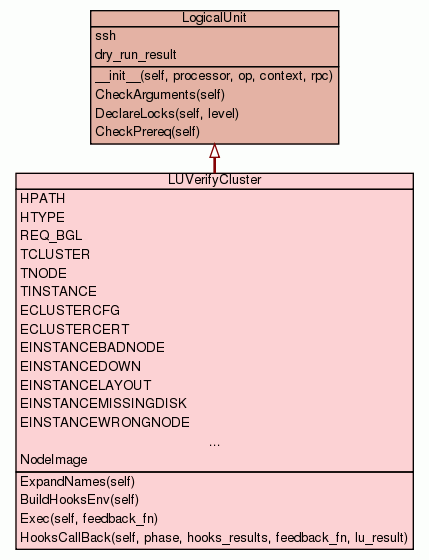 LogicalUnit
ssh
dry_run_result
__init__(self, processor, op, context, rpc)
CheckArguments(self)
DeclareLocks(self, level)
CheckPrereq(self)
LUVerifyCluster
HPATH
HTYPE
REQ_BGL
TCLUSTER
TNODE
TINSTANCE
ECLUSTERCFG
ECLUSTERCERT
EINSTANCEBADNODE
EINSTANCEDOWN
EINSTANCELAYOUT
EINSTANCEMISSINGDISK
EINSTANCEWRONGNODE
...
NodeImage
ExpandNames(self)
BuildHooksEnv(self)
Exec(self, feedback_fn)
HooksCallBack(self, phase, hooks_results, feedback_fn, lu_result)